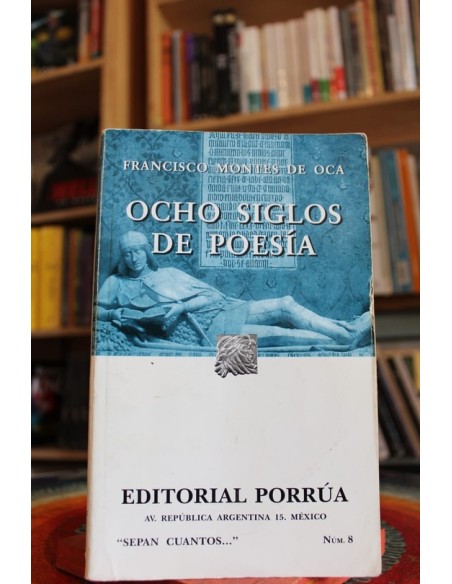 FRANCISCO MONTES DE OCA
OCHO SIGLOS
DE POESÍA
EDITORIAL PORRÚA
AV. REPÚBLICA ARGENTINA 15. MÉXICO
“SEPAN CUANTOS...” NÚM. 8